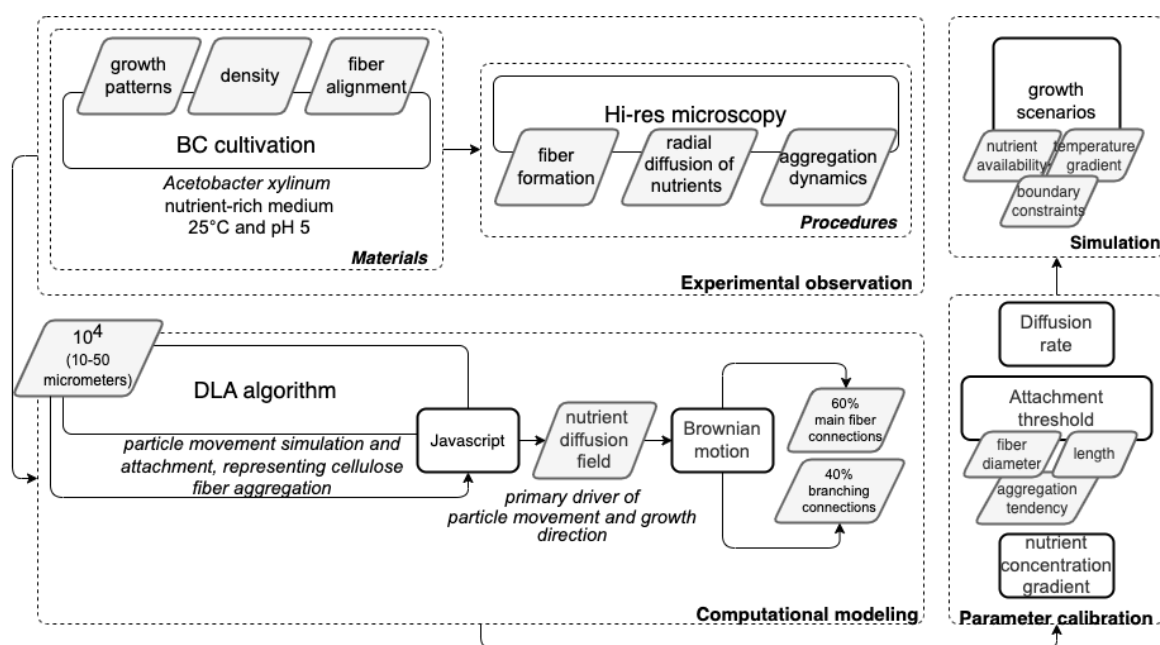 growth
patterns
density
fiber
alignment
BC cultivation
Acetobacter xylinum
nutrient-rich medium
25°C and pH 5
Materials
Hi-res microscopy
fiber
formation
radial
diffusion of
nutrients
aggregation
dynamics
Procedures
Experimental observation
growth
scenarios
nutrient
availability
temperature
gradient
boundary
constraints
Simulation
10⁴
(10-50
micrometers)
DLA algorithm
particle movement simulation and
attachment, representing cellulose
fiber aggregation
Javascript
nutrient
diffusion
field
primary driver of
particle movement and growth
direction
Brownian
motion
60%
main fiber
connections
40%
branching
connections
Computational modeling
Diffusion
rate
Attachment
threshold
fiber
diameter
length
aggregation
tendency
nutrient
concentration
gradient
Parameter calibration